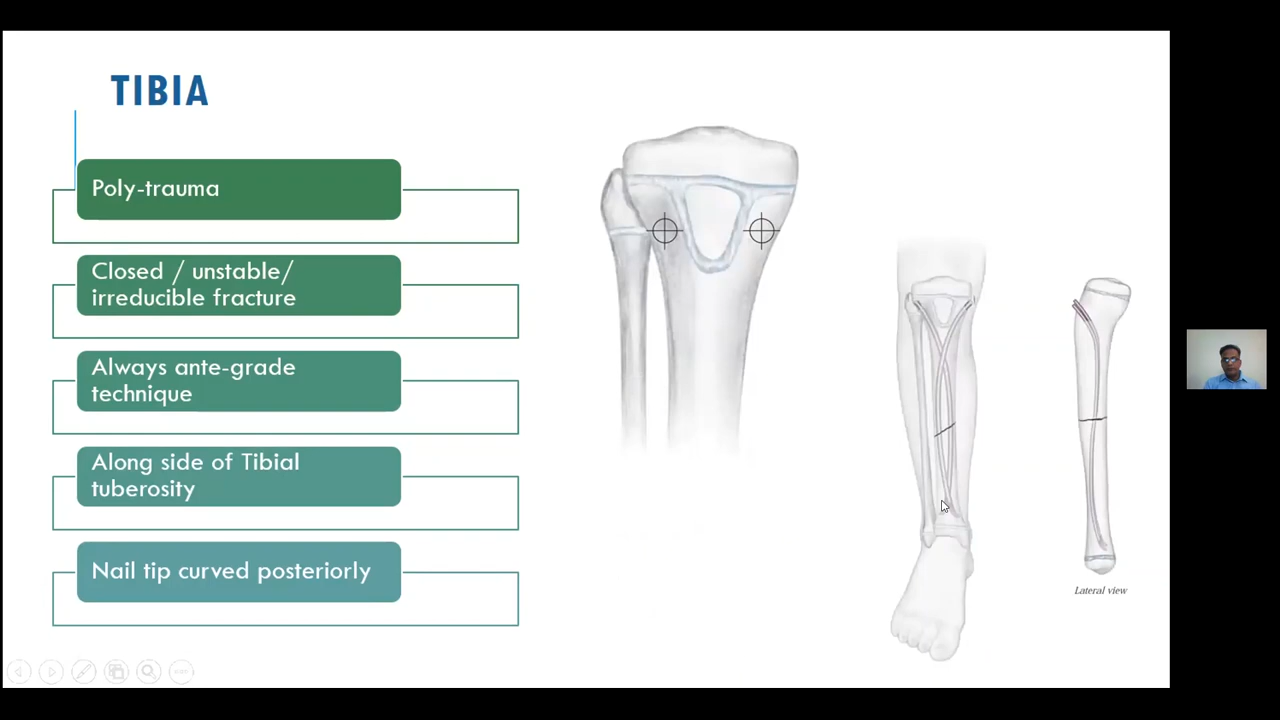 TIBIA
Poly-trauma
Closed / unstable/
irreducible fracture
Always ante-grade
technique
Along side of Tibial
tuberosity
Nail tip curved posteriorly
Lateral view